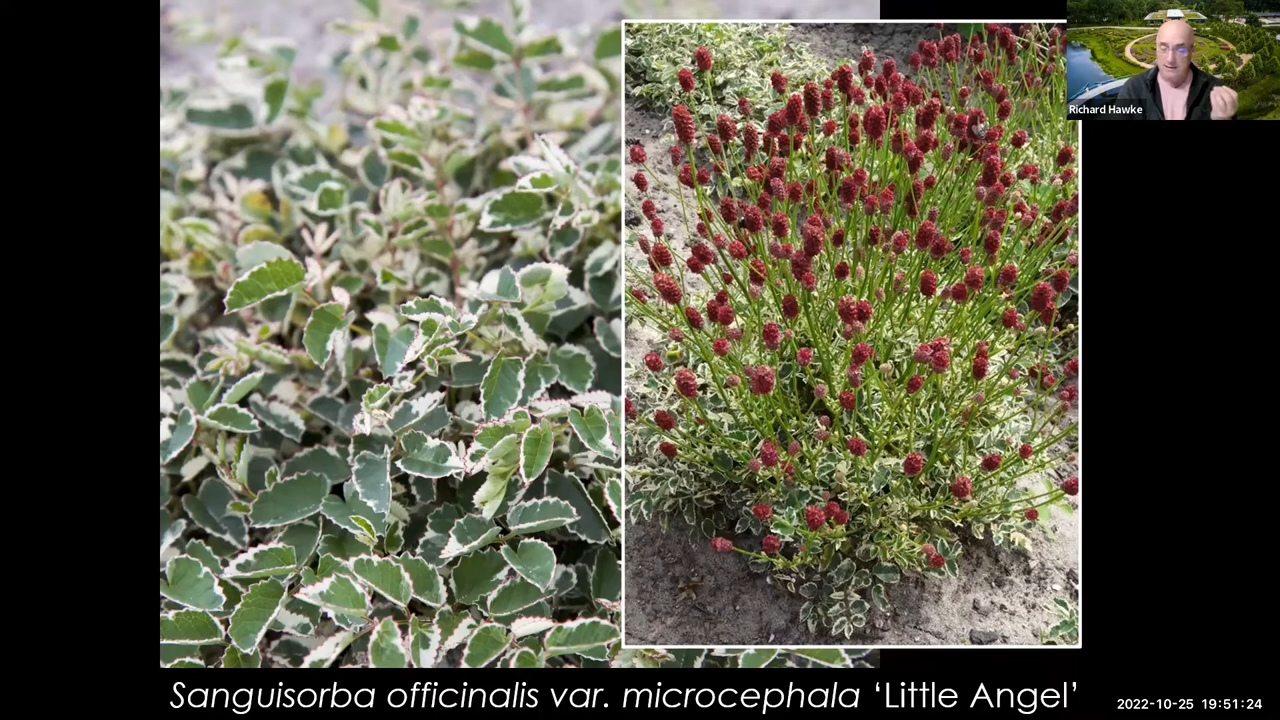 Richard Hawke
Sanguisorba officinalis var. microcephala ‘Little Angel’
2022-10-25 19:51:24